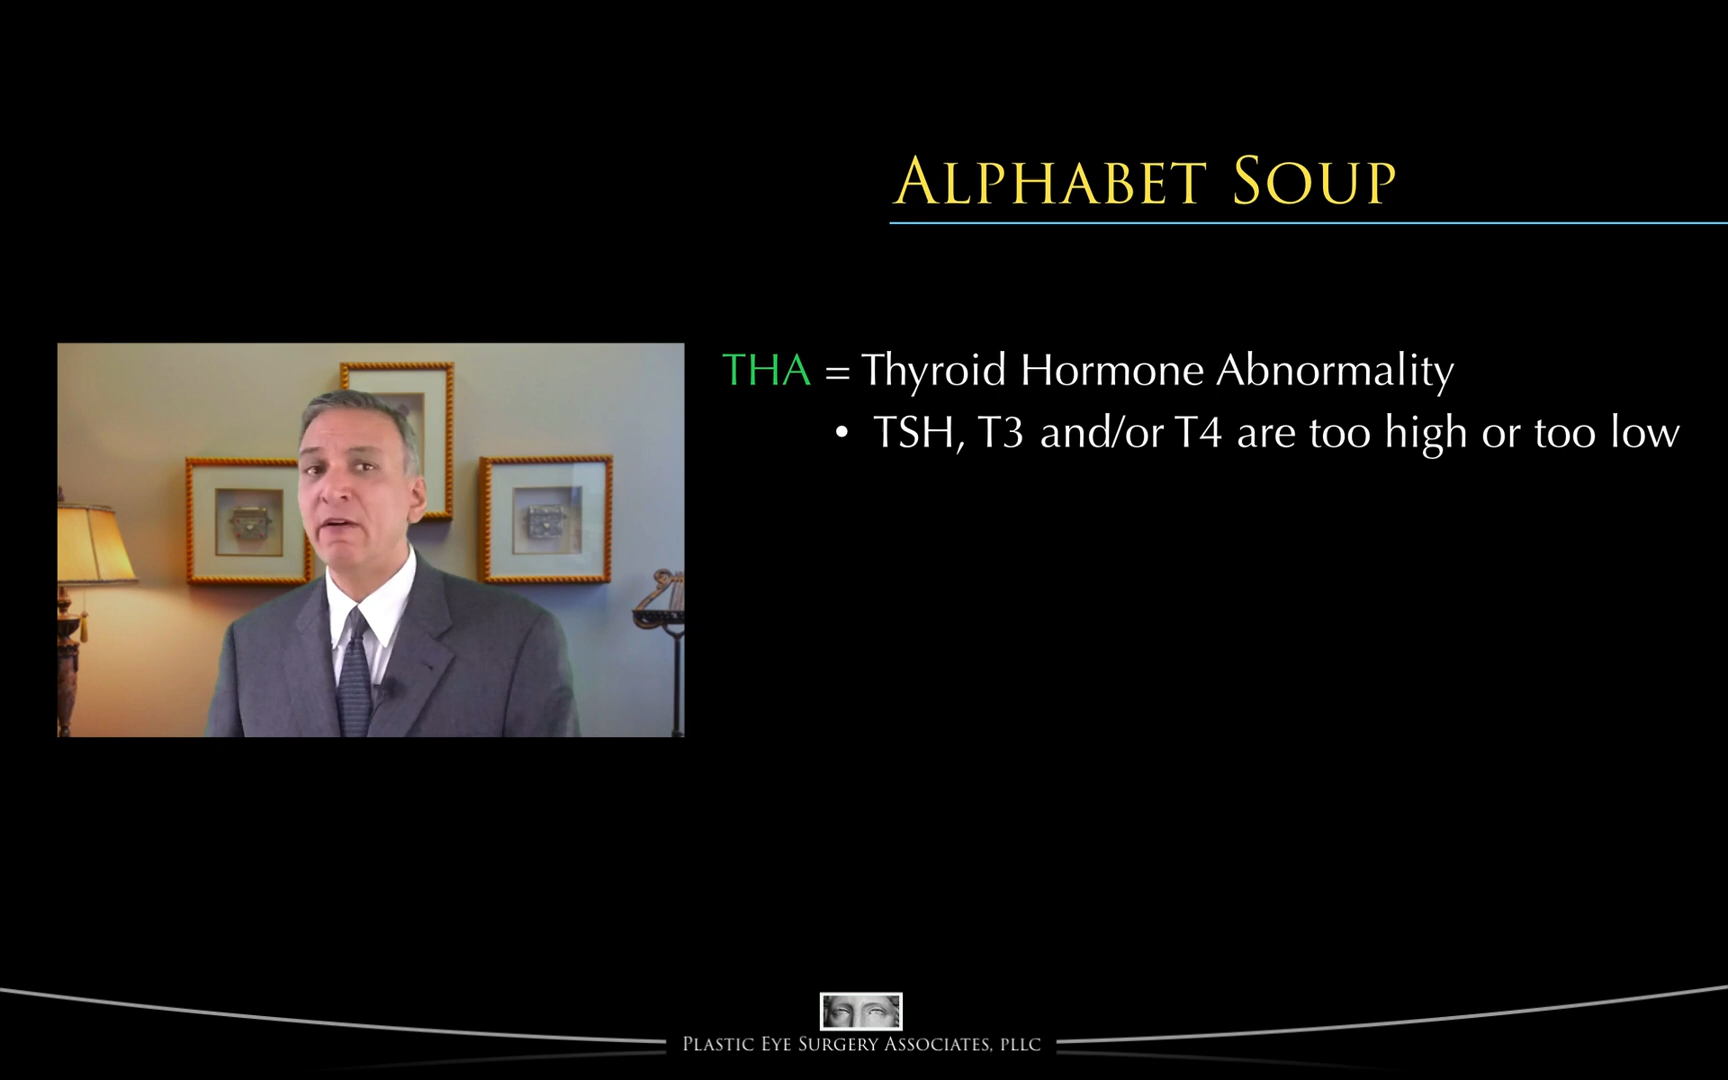 ALPHABET SOUP
THA = Thyroid Hormone Abnormality
• TSH, T3 and/or T4 are too high or too low
PLASTIC EYE SURGERY ASSOCIATES, PLLC